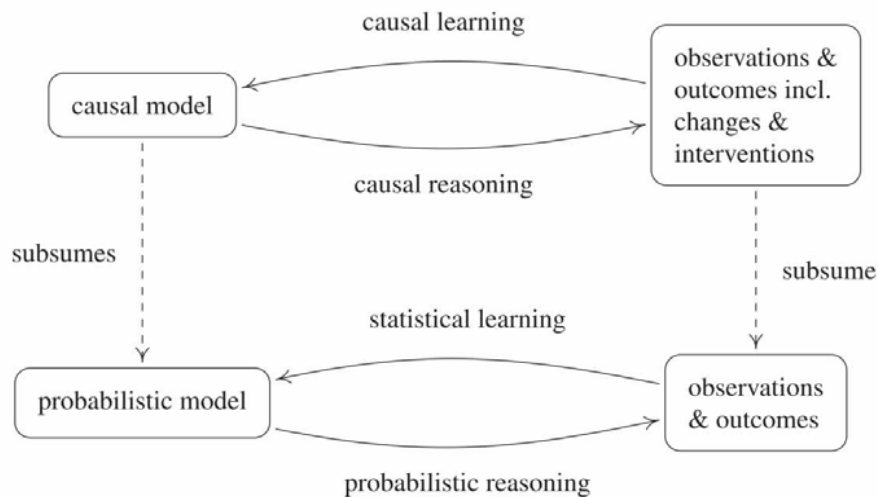 causal learning
observations &
outcomes incl.
changes &
interventions
causal model
causal reasoning
subsumes
subsume
statistical learning
observations
& outcomes
probabilistic model
probabilistic reasoning